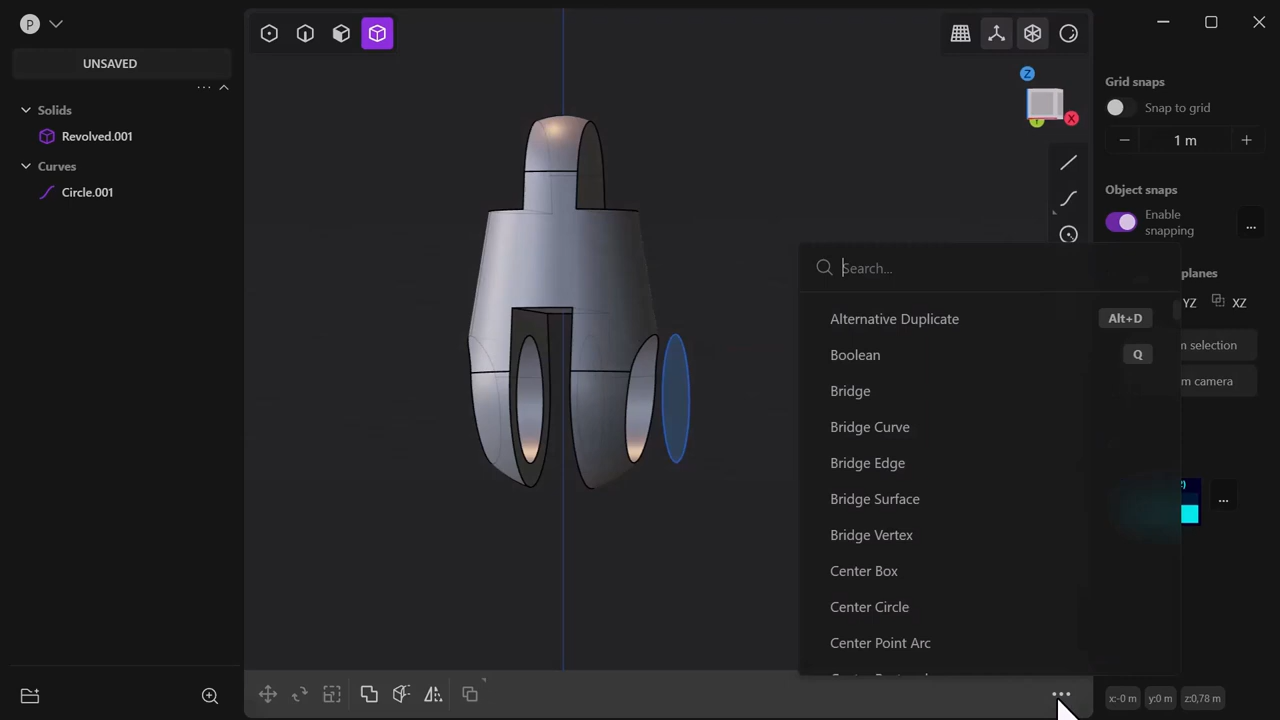 P
UNSAVED
Solids
Revolved.001
Curves
Circle.001
Z
X
Y
Search...
Alternative Duplicate Alt+D
Boolean Q
Bridge
Bridge Curve
Bridge Edge
Bridge Surface
Bridge Vertex
Center Box
Center Circle
Center Point Arc
Grid snaps
Snap to grid
1 m
Object snaps
Enable
snapping
...
planes
YZ XZ
m selection
m camera
...
x:-0 m y:0 m z:0,78 m